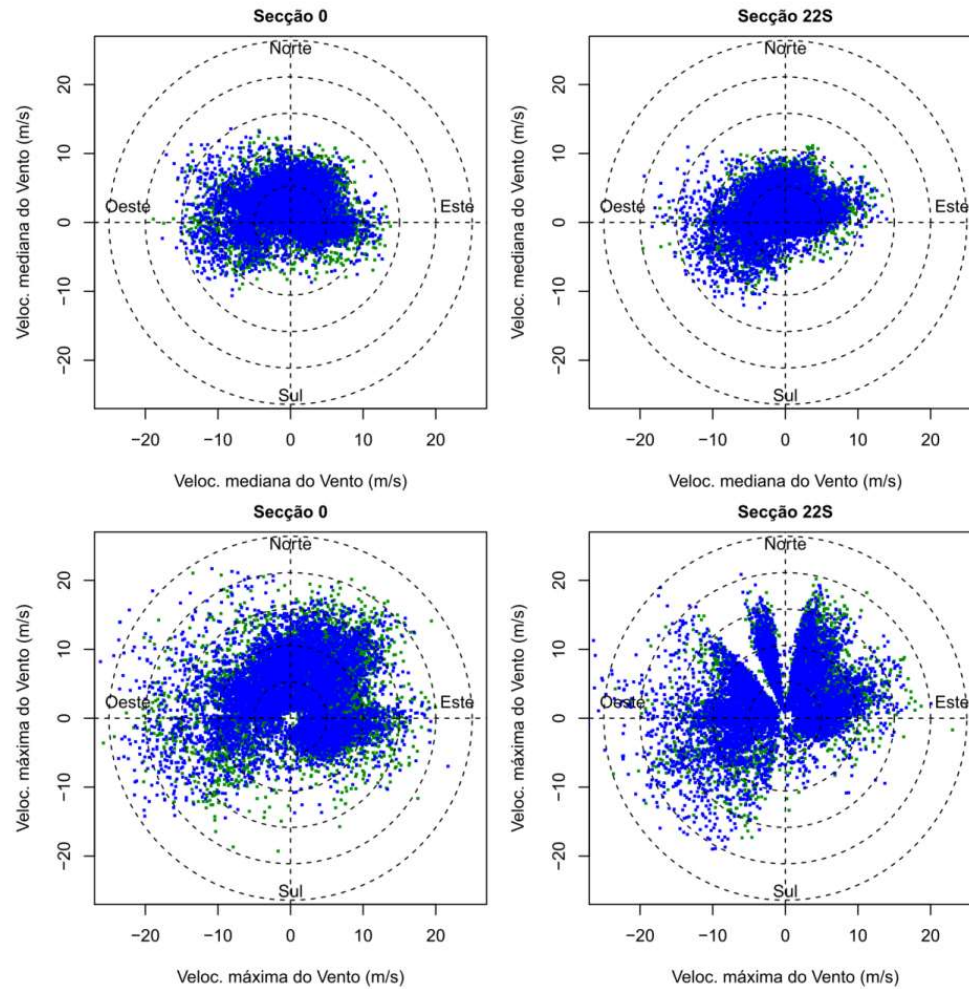 Secção 0
Norte
Oeste
Este
Sul
20
10
0
−10
−20
−20
−10
0
10
20
Veloc. mediana do Vento (m/s)
Veloc. mediana do Vento (m/s)
Secção 22S
Norte
Oeste
Este
Sul
20
10
0
−10
−20
−20
−10
0
10
20
Veloc. mediana do Vento (m/s)
Veloc. mediana do Vento (m/s)
Secção 0
Norte
Oeste
Este
Sul
20
10
0
−10
−20
−20
−10
0
10
20
Veloc. máxima do Vento (m/s)
Veloc. máxima do Vento (m/s)
Secção 22S
Norte
Oeste
Este
Sul
20
10
0
−10
−20
−20
−10
0
10
20
Veloc. máxima do Vento (m/s)
Veloc. máxima do Vento (m/s)